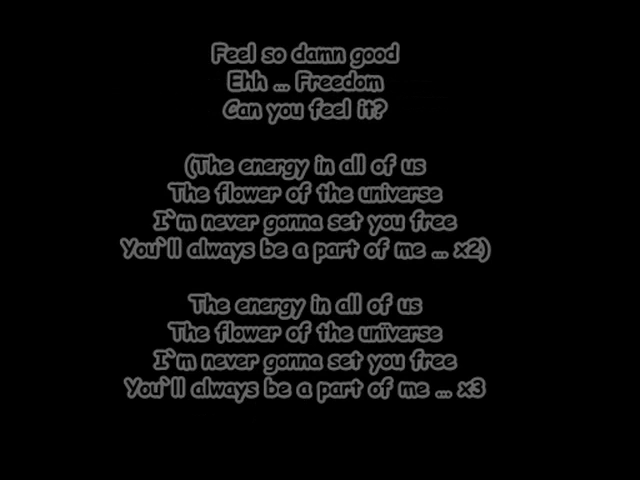 Feel so damn good
Ehh ... Freedom
Can you feel it?
(The energy in all of us
The flower of the universe
I`m never gonna set you free
You`ll always be a part of me ... x2)
The energy in all of us
The flower of the unïverse
I`m never gonna set you free
You`ll always be a part of me ... x3